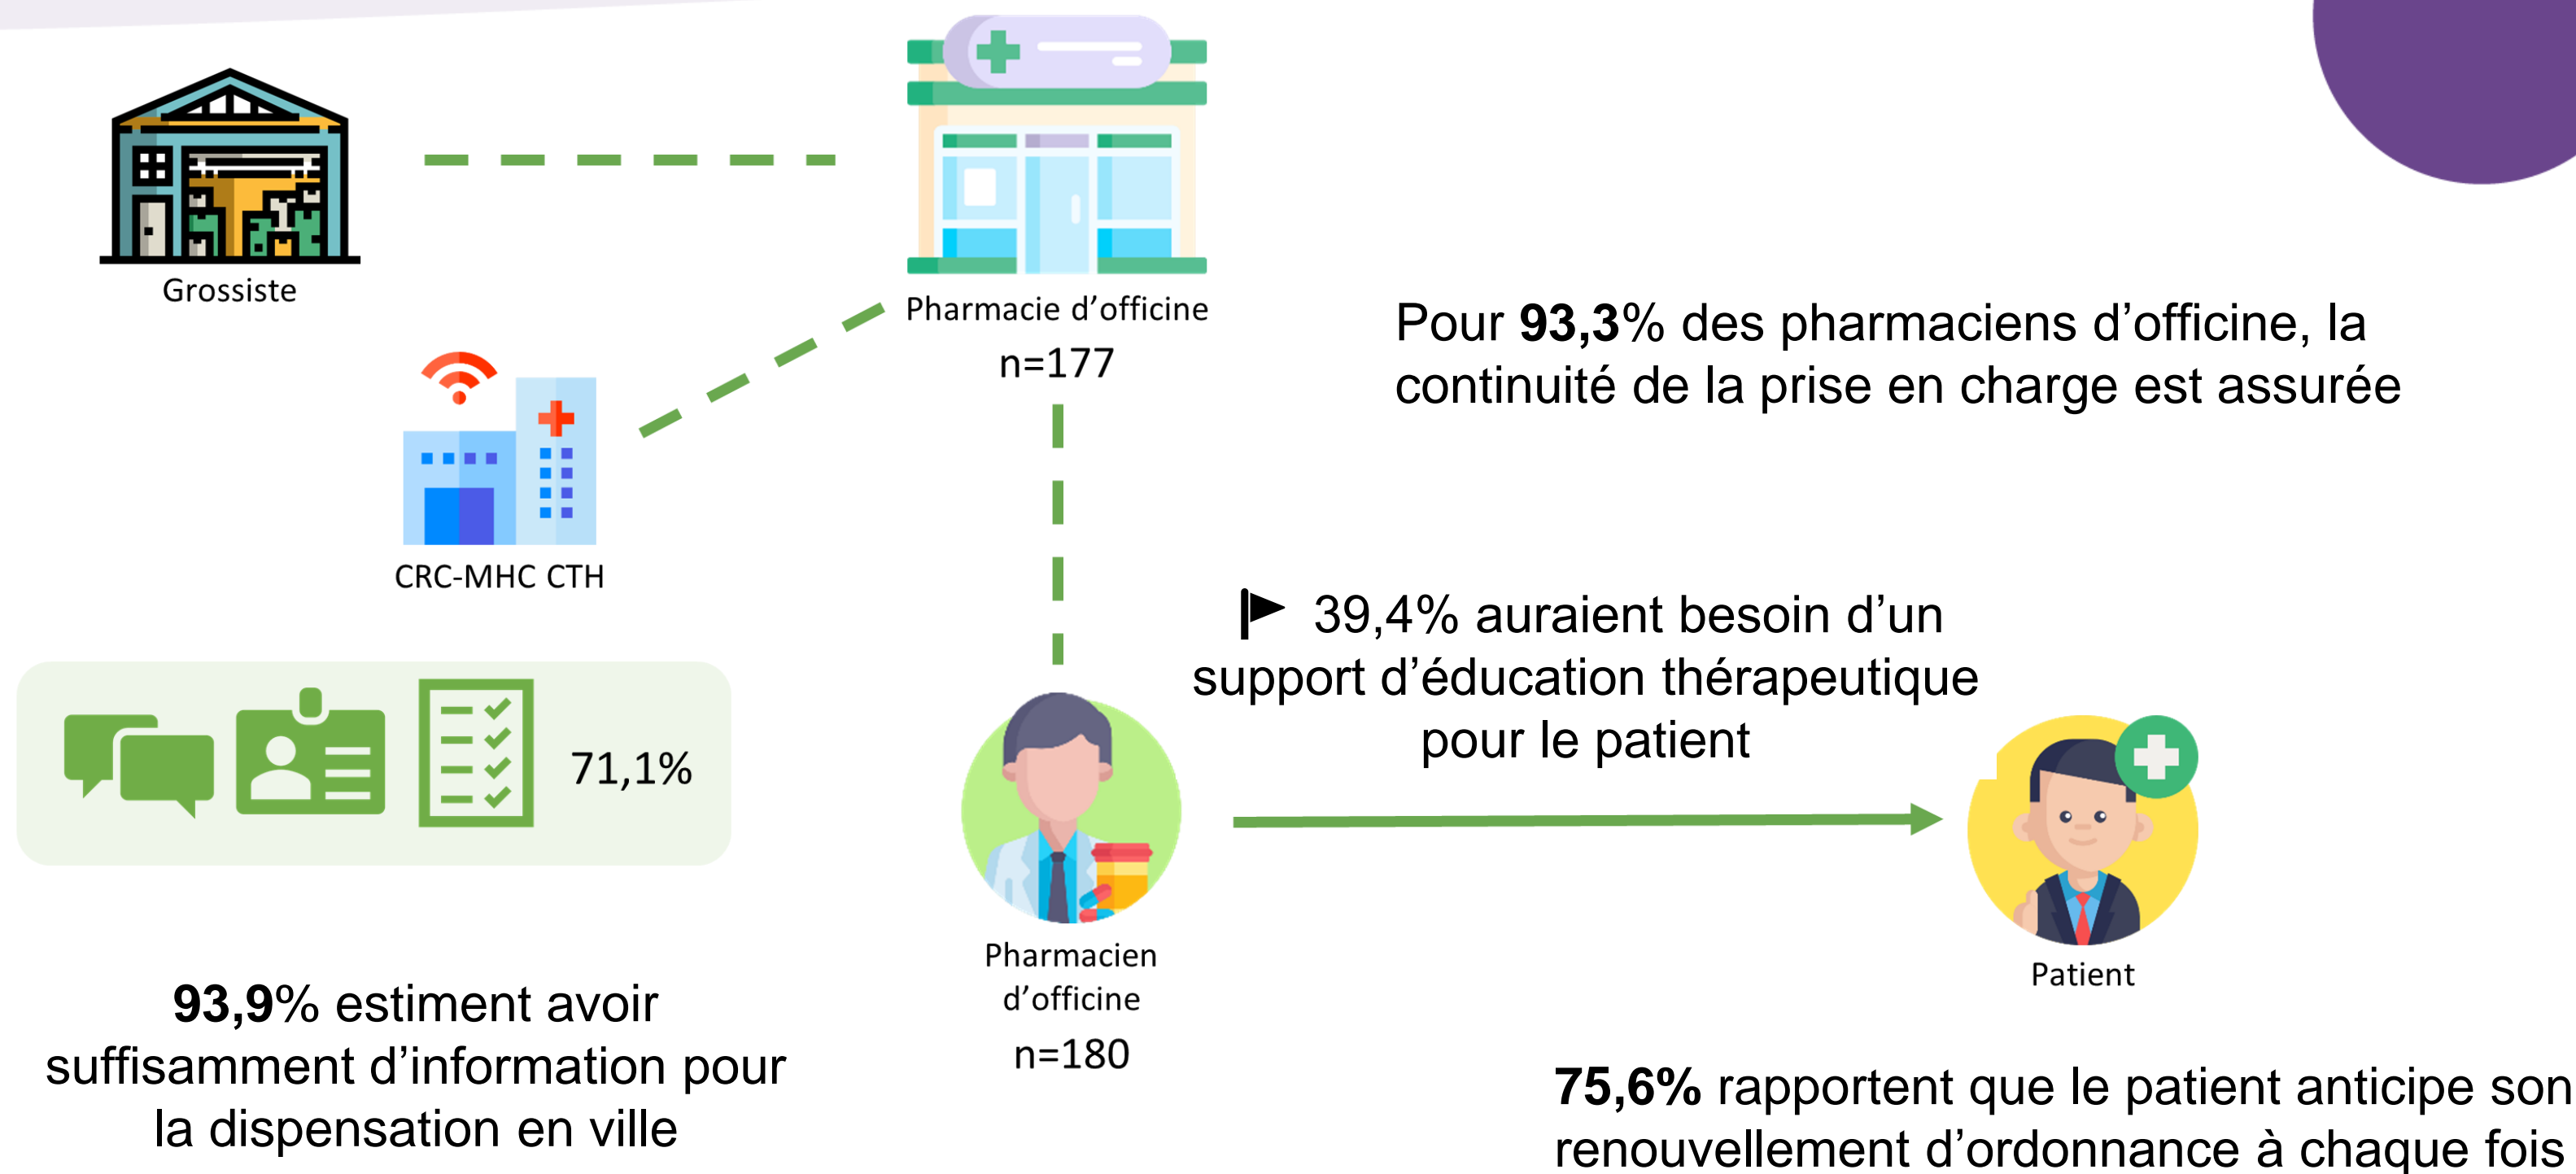 Grossiste
Pharmacie d'officine
n=177
Pour 93,3% des pharmaciens d'officine, la
continuité de la prise en charge est assurée
CRC-MHC CTH
39,4% auraient besoin d'un
support d'éducation thérapeutique
pour le patient
71,1%
Pharmacien
d'officine
n=180
Patient
93,9% estiment avoir
suffisamment d'information pour
la dispensation en ville
75,6% rapportent que le patient anticipe son
renouvellement d'ordonnance à chaque fois